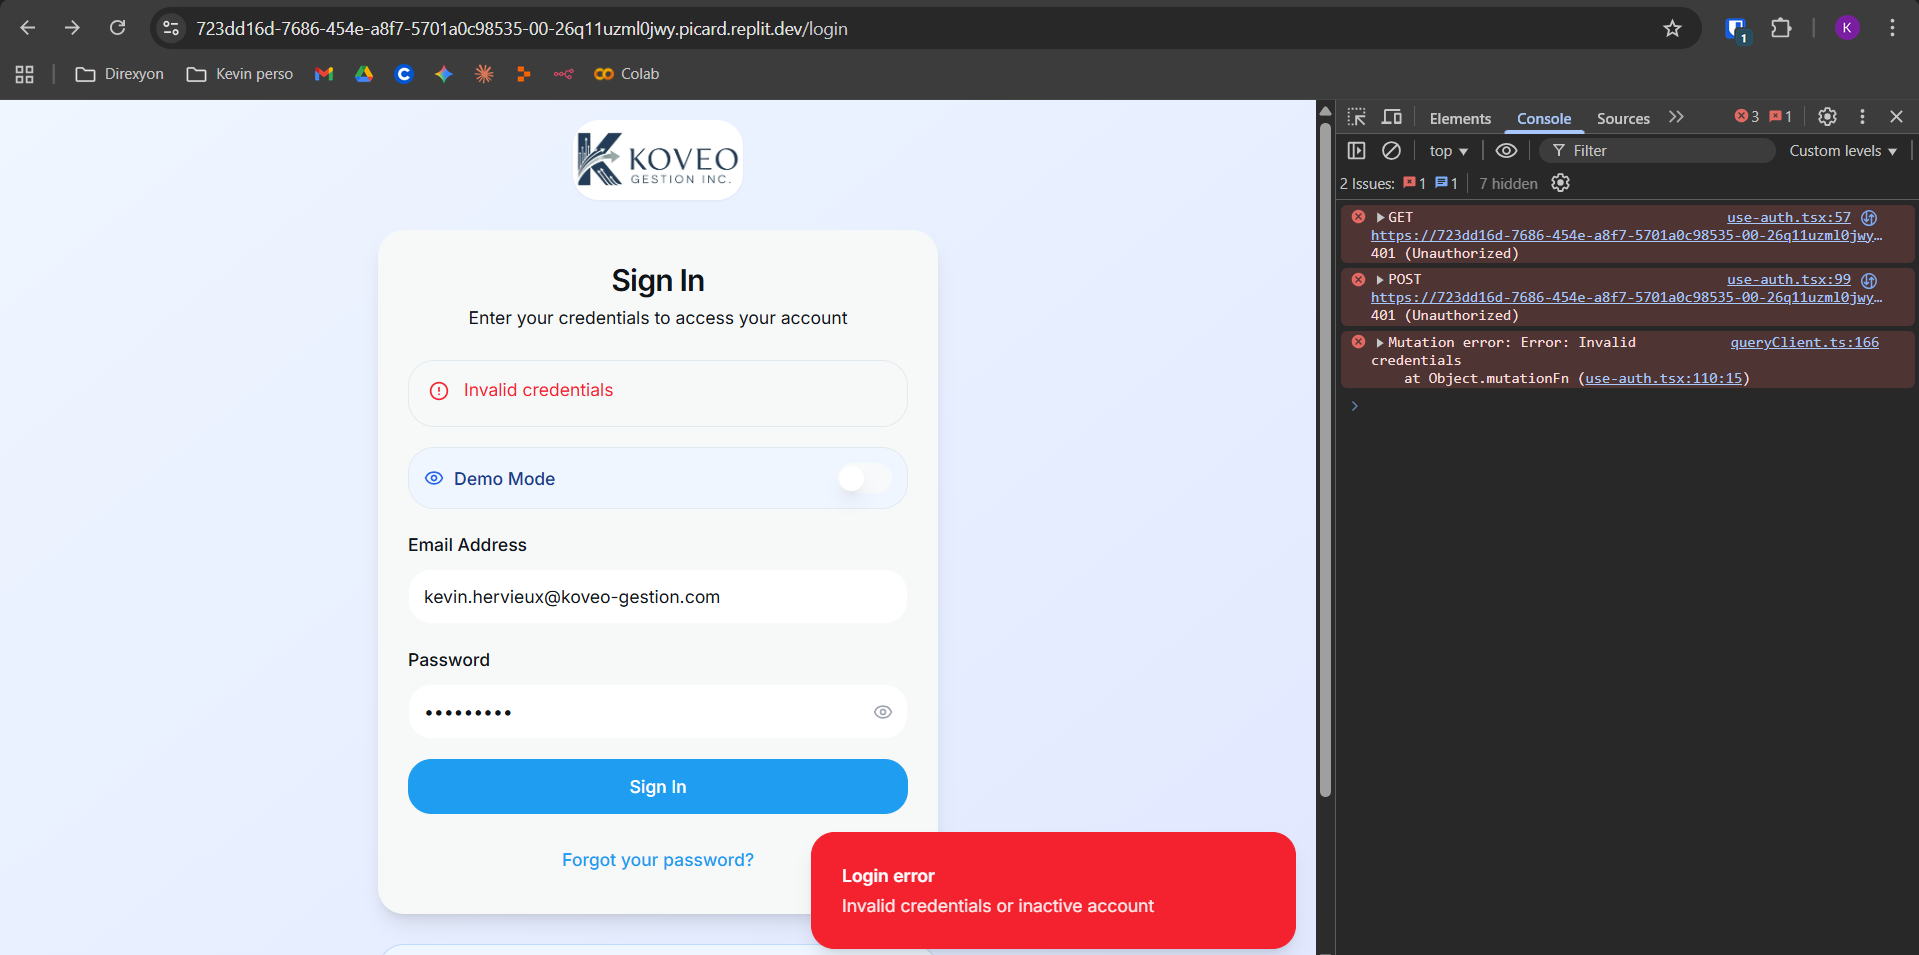 723dd16d-7686-454e-a8f7-5701a0c98535-00-26q11uzml0jwy.picard.replit.dev/login
1
K
Direxyon
Kevin perso
Colab
KOVEO
GESTION INC.
Sign In
Enter your credentials to access your account
Invalid credentials
Demo Mode
Email Address
kevin.hervieux@koveo-gestion.com
Password
•••••••••
Sign In
Forgot your password?
Login error
Invalid credentials or inactive account
Elements Console Sources 3 1
top Filter Custom levels
2 Issues: 1 1 7 hidden
GET use-auth.tsx:57
https://723dd16d-7686-454e-a8f7-5701a0c98535-00-26q11uzml0jwy…
401 (Unauthorized)
POST use-auth.tsx:99
https://723dd16d-7686-454e-a8f7-5701a0c98535-00-26q11uzml0jwy…
401 (Unauthorized)
Mutation error: Error: Invalid queryClient.ts:166
credentials
at Object.mutationFn (use-auth.tsx:110:15)